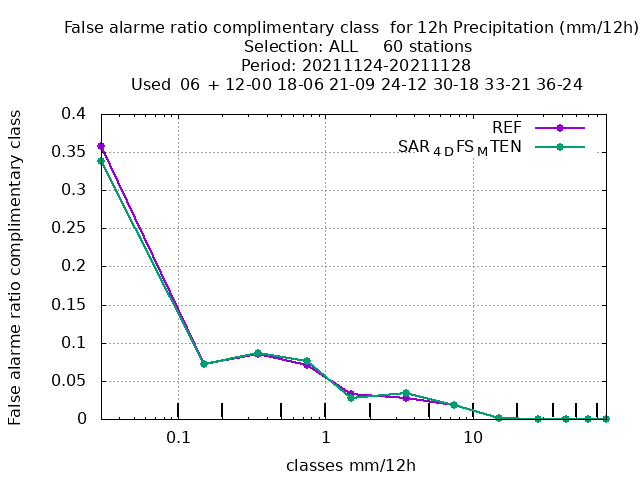 False alarme ratio complimentary class  for 12h Precipitation (mm/12h)
Selection: ALL     60 stations
Period: 20211124-20211128
Used  06 + 12-00 18-06 21-09 24-12 30-18 33-21 36-24
False alarme ratio complimentary class
0.4
0.35
0.3
0.25
0.2
0.15
0.1
0.05
0
REF
SAR4DFSMTEN
0.1
1
10
classes mm/12h